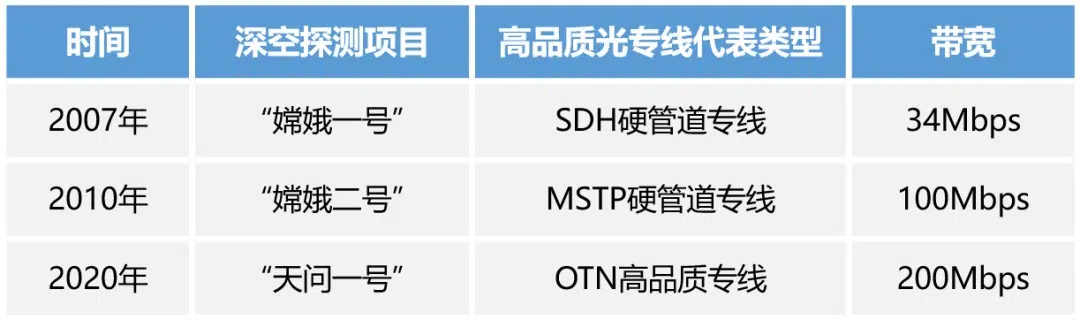 时间 深空探测项目 高品质光专线代表类型 带宽
2007年 “嫦娥一号” SDH硬管道专线 34Mbps
2010年 “嫦娥二号” MSTP硬管道专线 100Mbps
2020年 “天问一号” OTN高品质专线 200Mbps